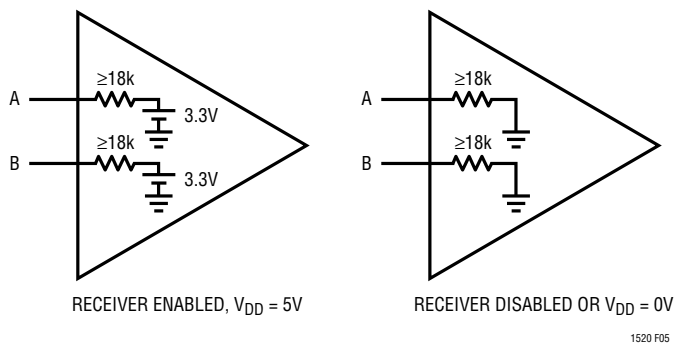 ≥18k
A
3.3V
≥18k
B
3.3V
RECEIVER ENABLED, VDD = 5V
≥18k
A
≥18k
B
RECEIVER DISABLED OR VDD = 0V
1520 F05